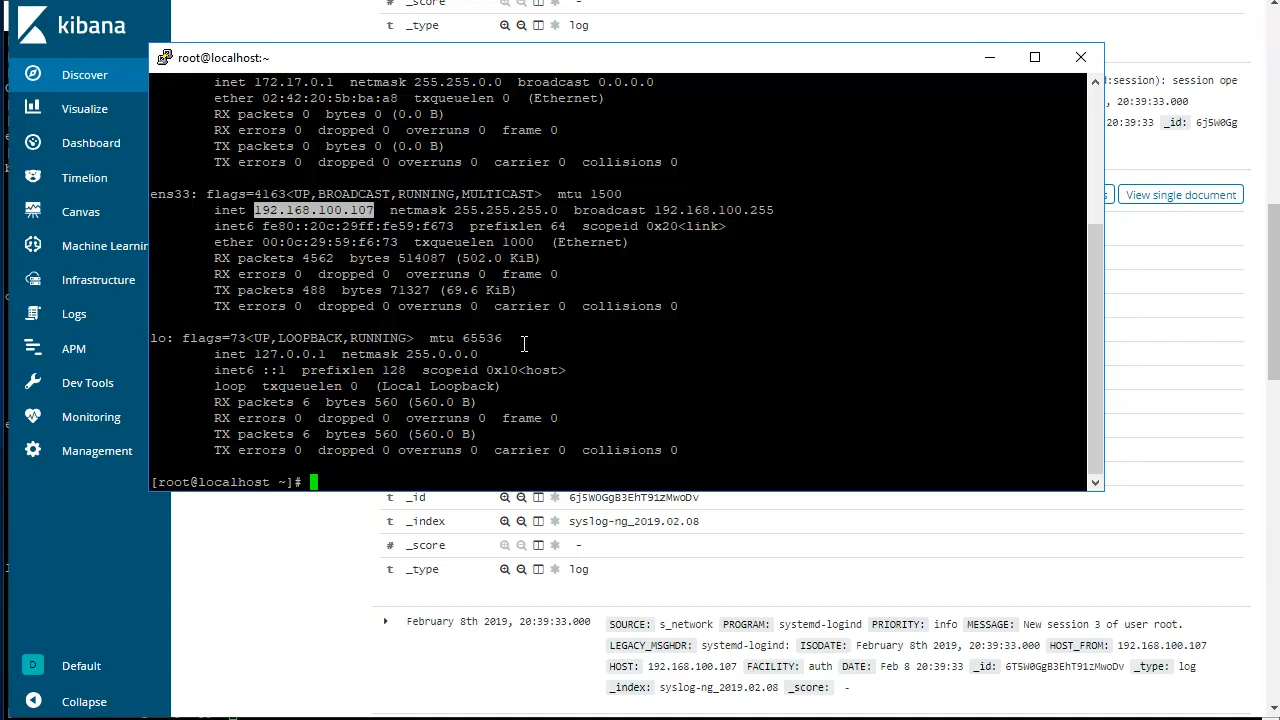 _score -
t _type log
kibana
root@localhost:~
Discover
Visualize
Dashboard
Timelion
Canvas
Machine Learnin
Infrastructure
Logs
APM
Dev Tools
Monitoring
Management
D Default
Collapse
inet 172.17.0.1 netmask 255.255.0.0 broadcast 0.0.0.0
ether 02:42:20:5b:ba:a8 txqueuelen 0 (Ethernet)
RX packets 0 bytes 0 (0.0 B)
RX errors 0 dropped 0 overruns 0 frame 0
TX packets 0 bytes 0 (0.0 B)
TX errors 0 dropped 0 overruns 0 carrier 0 collisions 0
ens33: flags=4163<UP,BROADCAST,RUNNING,MULTICAST> mtu 1500
inet 192.168.100.107 netmask 255.255.255.0 broadcast 192.168.100.255
inet6 fe80::20c:29ff:fe59:f673 prefixlen 64 scopeid 0x20<link>
ether 00:0c:29:59:f6:73 txqueuelen 1000 (Ethernet)
RX packets 4562 bytes 514087 (502.0 KiB)
RX errors 0 dropped 0 overruns 0 frame 0
TX packets 488 bytes 71327 (69.6 KiB)
TX errors 0 dropped 0 overruns 0 carrier 0 collisions 0
lo: flags=73<UP,LOOPBACK,RUNNING> mtu 65536
inet 127.0.0.1 netmask 255.0.0.0
inet6 ::1 prefixlen 128 scopeid 0x10<host>
loop txqueuelen 0 (Local Loopback)
RX packets 6 bytes 560 (560.0 B)
RX errors 0 dropped 0 overruns 0 frame 0
TX packets 6 bytes 560 (560.0 B)
TX errors 0 dropped 0 overruns 0 carrier 0 collisions 0
[root@localhost ~]#
d:session): session ope
, 20:39:33.000
20:39:33 _id: 6j5W0Gg
s View single document
t _id 6j5W0GgB3EhT91zMwoDv
t _index syslog-ng_2019.02.08
# _score -
t _type log
February 8th 2019, 20:39:33.000 SOURCE: s_network PROGRAM: systemd-logind PRIORITY: info MESSAGE: New session 3 of user root.
LEGACY_MSGHDR: systemd-logind: ISODATE: February 8th 2019, 20:39:33.000 HOST_FROM: 192.168.100.107
HOST: 192.168.100.107 FACILITY: auth DATE: Feb 8 20:39:33 _id: 6T5W0GgB3EhT91zMwoDv _type: log
_index: syslog-ng_2019.02.08 _score: -